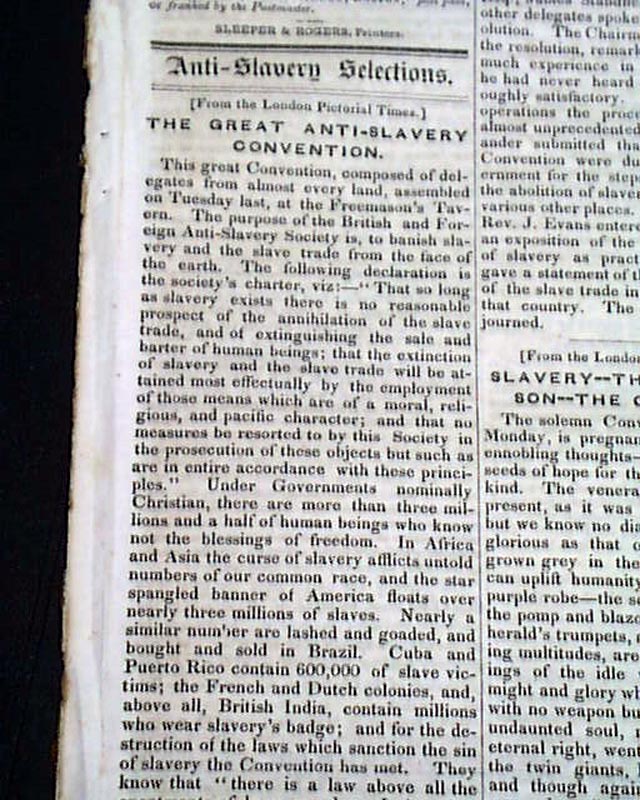 or franked by the Postmaster.
SLEEPER & ROGERS, Printers.
Anti-Slavery Selections.
[From the London Pictorial Times.]
THE GREAT ANTI-SLAVERY
CONVENTION.
This great Convention, composed of del-
egates from almost every land, assembled
on Tuesday last, at the Freemason's Tav-
ern. The purpose of the British and For-
eign Anti-Slavery Society is, to banish sla-
very and the slave trade from the face of
the earth. The following declaration is
the society's charter, viz:—"That so long
as slavery exists there is no reasonable
prospect of the annihilation of the slave
trade, and of extinguishing the sale and
barter of human beings; that the extinction
of slavery and the slave trade will be at-
tained most effectually by the employment
of those means which are of a moral, reli-
gious, and pacific character; and that no
measures be resorted to by this Society in
the prosecution of these objects but such as
are in entire accordance with these princi-
ples." Under Governments nominally
Christian, there are more than three mil-
lions and a half of human beings who know
not the blessings of freedom. In Africa
and Asia the curse of slavery afflicts untold
numbers of our common race, and the star
spangled banner of America floats over
nearly three millions of slaves. Nearly a
similar number are lashed and goaded, and
bought and sold in Brazil. Cuba and
Puerto Rico contain 600,000 of slave vic-
tims; the French and Dutch colonies, and,
above all, British India, contain millions
who wear slavery's badge; and for the de-
struction of the laws which sanction the sin
of slavery the Convention has met. They
know that "there is a law above all the
other delegates spoke
olution. The Chairm
the resolution, remark
much experience in
he had never heard
oughly satisfactory.
operations the proce
almost unprecedented
ander submitted tha
Convention were du
ernment for the steps
the abolition of slaver
various other places.
Rev. J. Evans entere
an exposition of the
of slavery as pract
gave a statement of th
of the slave trade in
that country. The
journed.
[From the London
SLAVERY--TH
SON--THE C
The solemn Conv
Monday, is pregnan
ennobling thoughts—
seeds of hope for th
kind. The venera
present, as it was
but we know no dia
glorious as that o
grown grey in the
can uplift humanity
purple robe—the sc
the pomp and blazo
herald's trumpets,
ing multitudes, are
ings of the idle
might and glory wh
with no weapon bu
undaunted soul,
eternal right, went
the twin giants,
and though agai